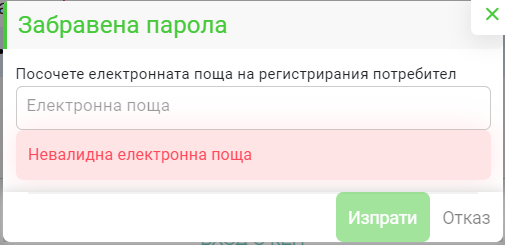 Забравена парола
Посочете електронната поща на регистрирания потребител
Електронна поща
Невалидна електронна поща
Изпрати Отказ